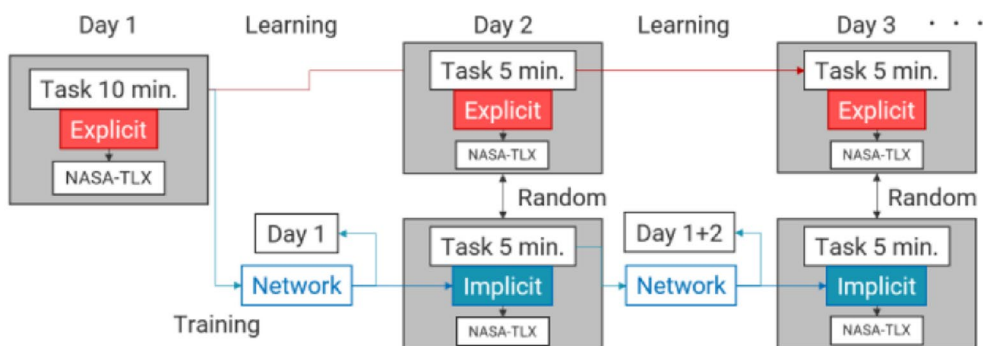 Day 1
Learning
Day 2
Learning
Day 3
. . .
Task 10 min.
Explicit
NASA-TLX
Task 5 min.
Explicit
NASA-TLX
Task 5 min.
Explicit
NASA-TLX
Random
Random
Day 1
Task 5 min.
Day 1+2
Task 5 min.
Network
Implicit
Network
Implicit
Training
NASA-TLX
NASA-TLX